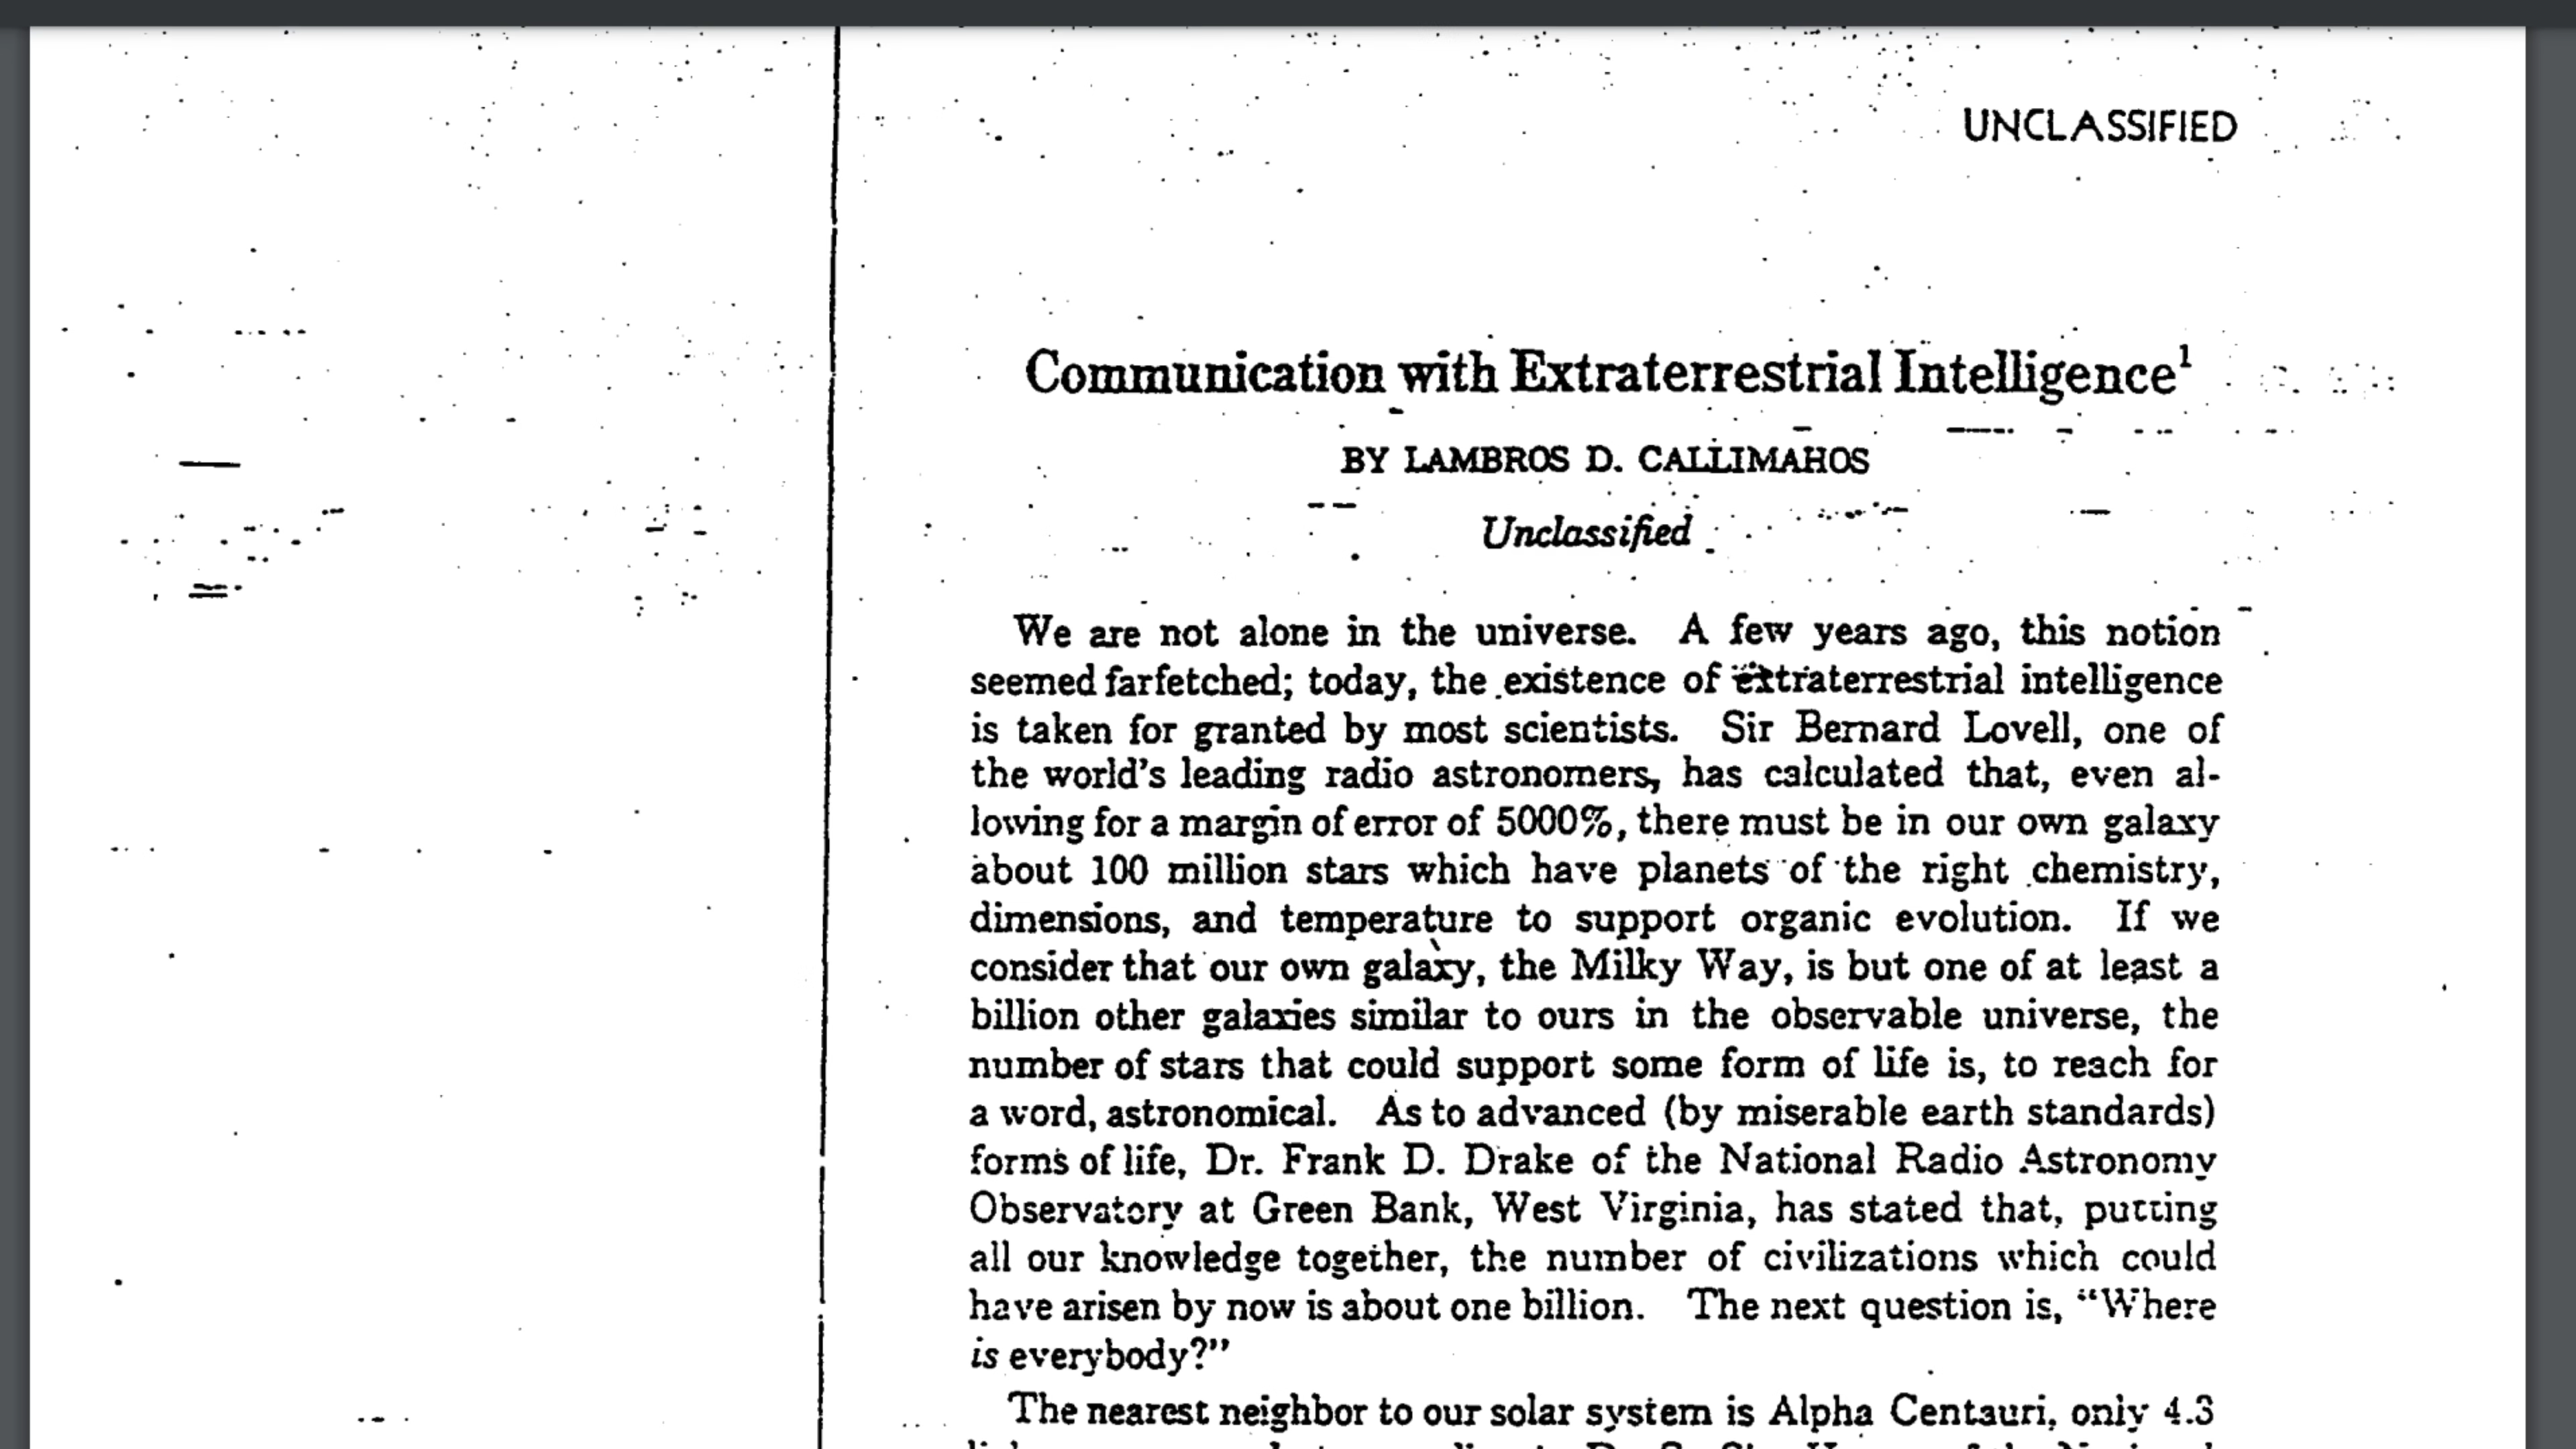 UNCLASSIFIED
Communication with Extraterrestrial Intelligence¹
BY LAMBROS D. CALLIMAHOS
Unclassified
We are not alone in the universe. A few years ago, this notion
seemed farfetched; today, the existence of extraterrestrial intelligence
is taken for granted by most scientists. Sir Bernard Lovell, one of
the world's leading radio astronomers, has calculated that, even al-
lowing for a margin of error of 5000%, there must be in our own galaxy
about 100 million stars which have planets of the right chemistry,
dimensions, and temperature to support organic evolution. If we
consider that our own galaxy, the Milky Way, is but one of at least a
billion other galaxies similar to ours in the observable universe, the
number of stars that could support some form of life is, to reach for
a word, astronomical. As to advanced (by miserable earth standards)
forms of life, Dr. Frank D. Drake of the National Radio Astronomy
Observatory at Green Bank, West Virginia, has stated that, putting
all our knowledge together, the number of civilizations which could
have arisen by now is about one billion. The next question is, “Where
is everybody?”
The nearest neighbor to our solar system is Alpha Centauri, only 4.3